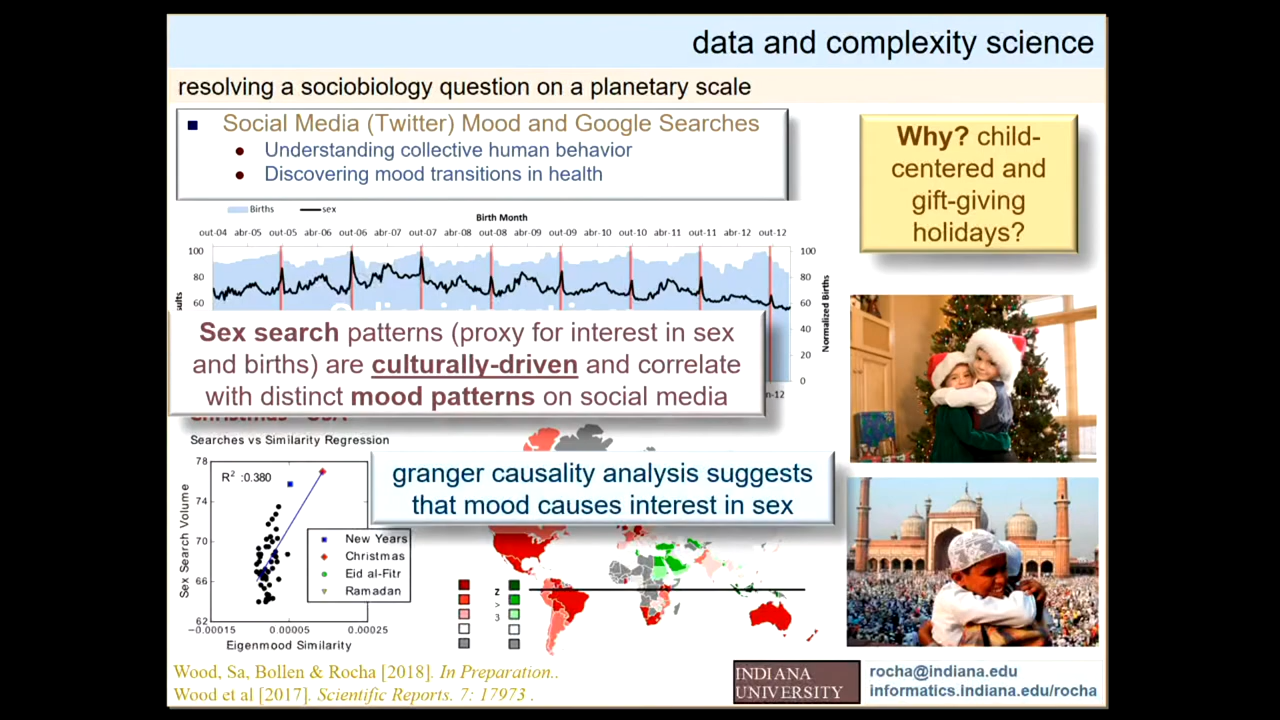 data and complexity science
resolving a sociobiology question on a planetary scale
Social Media (Twitter) Mood and Google Searches
Understanding collective human behavior
Discovering mood transitions in health
Why? child-
centered and
gift-giving
holidays?
Births sex
Birth Month
out-04 abr-05 out-05 abr-06 out-06 abr-07 out-07 abr-08 out-08 abr-09 out-09 abr-10 out-10 abr-11 out-11 abr-12 out-12
100 100
80 80
60 60
40
20
0
Normalized Births
Sex search patterns (proxy for interest in sex
and births) are culturally-driven and correlate
with distinct mood patterns on social media
Searches vs Similarity Regression
granger causality analysis suggests
that mood causes interest in sex
R² :0.380
78
74
70
66
62
Sex Search Volume
New Years
Christmas
Eid al-Fitr
Ramadan
-0.00015 0.00005 0.00025
Eigenmood Similarity
z
>
3
Wood, Sa, Bollen & Rocha [2018]. In Preparation..
Wood et al [2017]. Scientific Reports. 7: 17973 .
INDIANA
UNIVERSITY
rocha@indiana.edu
informatics.indiana.edu/rocha